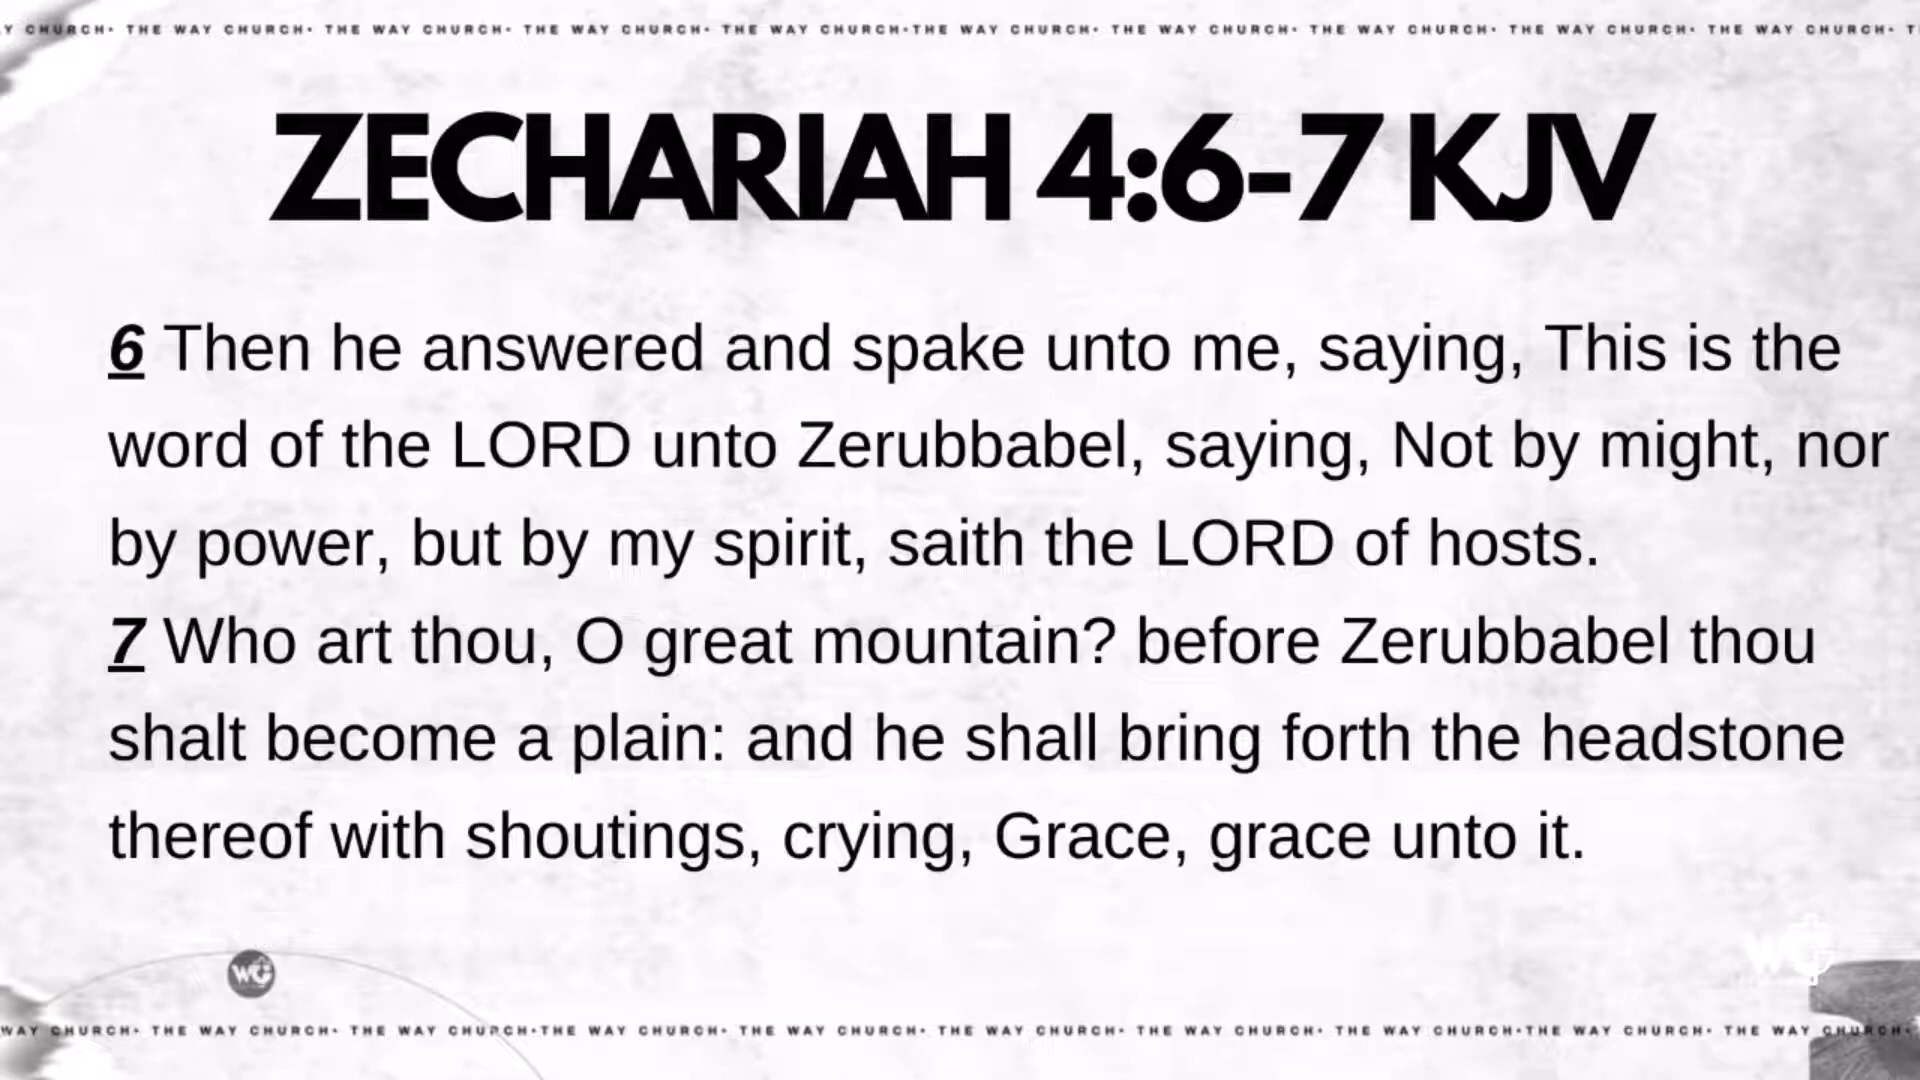 Y CHURCH• THE WAY CHURCH• THE WAY CHURCH• THE WAY CHURCH• THE WAY CHURCH•THE WAY CHURCH• THE WAY CHURCH• THE WAY CHURCH• THE WAY CHURCH• THE WAY CHURCH• T
ZECHARIAH 4:6-7 KJV
6 Then he answered and spake unto me, saying, This is the
word of the LORD unto Zerubbabel, saying, Not by might, nor
by power, but by my spirit, saith the LORD of hosts.
7 Who art thou, O great mountain? before Zerubbabel thou
shalt become a plain: and he shall bring forth the headstone
thereof with shoutings, crying, Grace, grace unto it.
WC
WC
WAY CHURCH• THE WAY CHURCH• THE WAY CHURCH•THE WAY CHURCH• THE WAY CHURCH• THE WAY CHURCH• THE WAY CHURCH• THE WAY CHURCH•THE WAY CHURCH• THE WAY CHURCH•